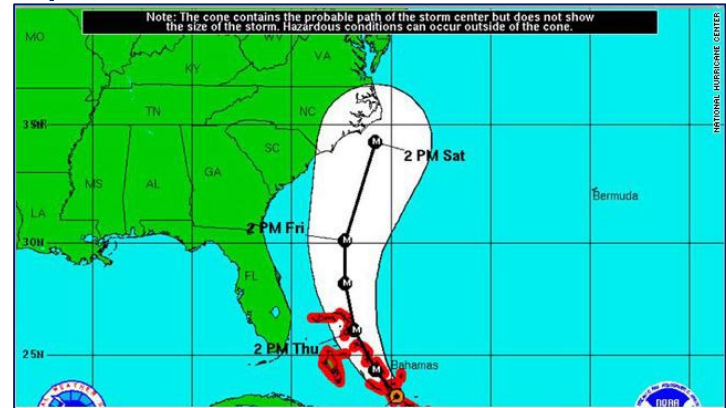 Note: The cone contains the probable path of the storm center but does not show
the size of the storm. Hazardous conditions can occur outside of the cone.
NATIONAL HURRICANE CENTER
MO
KY
WV
VA
TN
NC
35N
SC
M
2 PM Sat
MS
AL
GA
LA
Bermuda
2 PM Fri
M
30N
FL
M
M
2 PM Thu
25N
M
Bahamas
NOAA